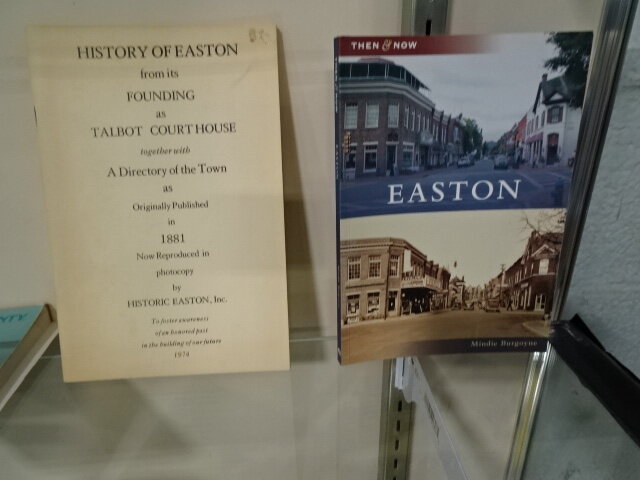 HISTORY OF EASTON
from its
FOUNDING
as
TALBOT COURT HOUSE
together with
A Directory of the Town
as
Originally Published
in
1881
Now Reproduced in
photocopy
by
HISTORIC EASTON, Inc.
To foster awareness
of an honored past
in the building of our future
1974
THEN & NOW
EASTON
Mindie Burgoyne
NTY